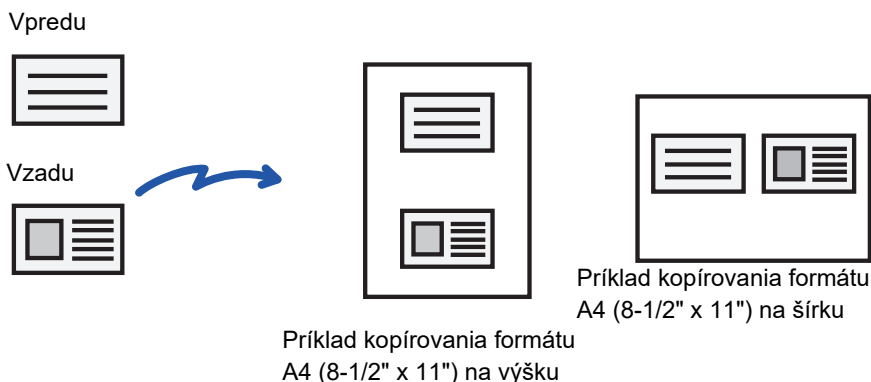 Vpredu
Vzadu
Príklad kopírovania formátu
A4 (8-1/2" x 11") na výšku
Príklad kopírovania formátu
A4 (8-1/2" x 11") na šírku